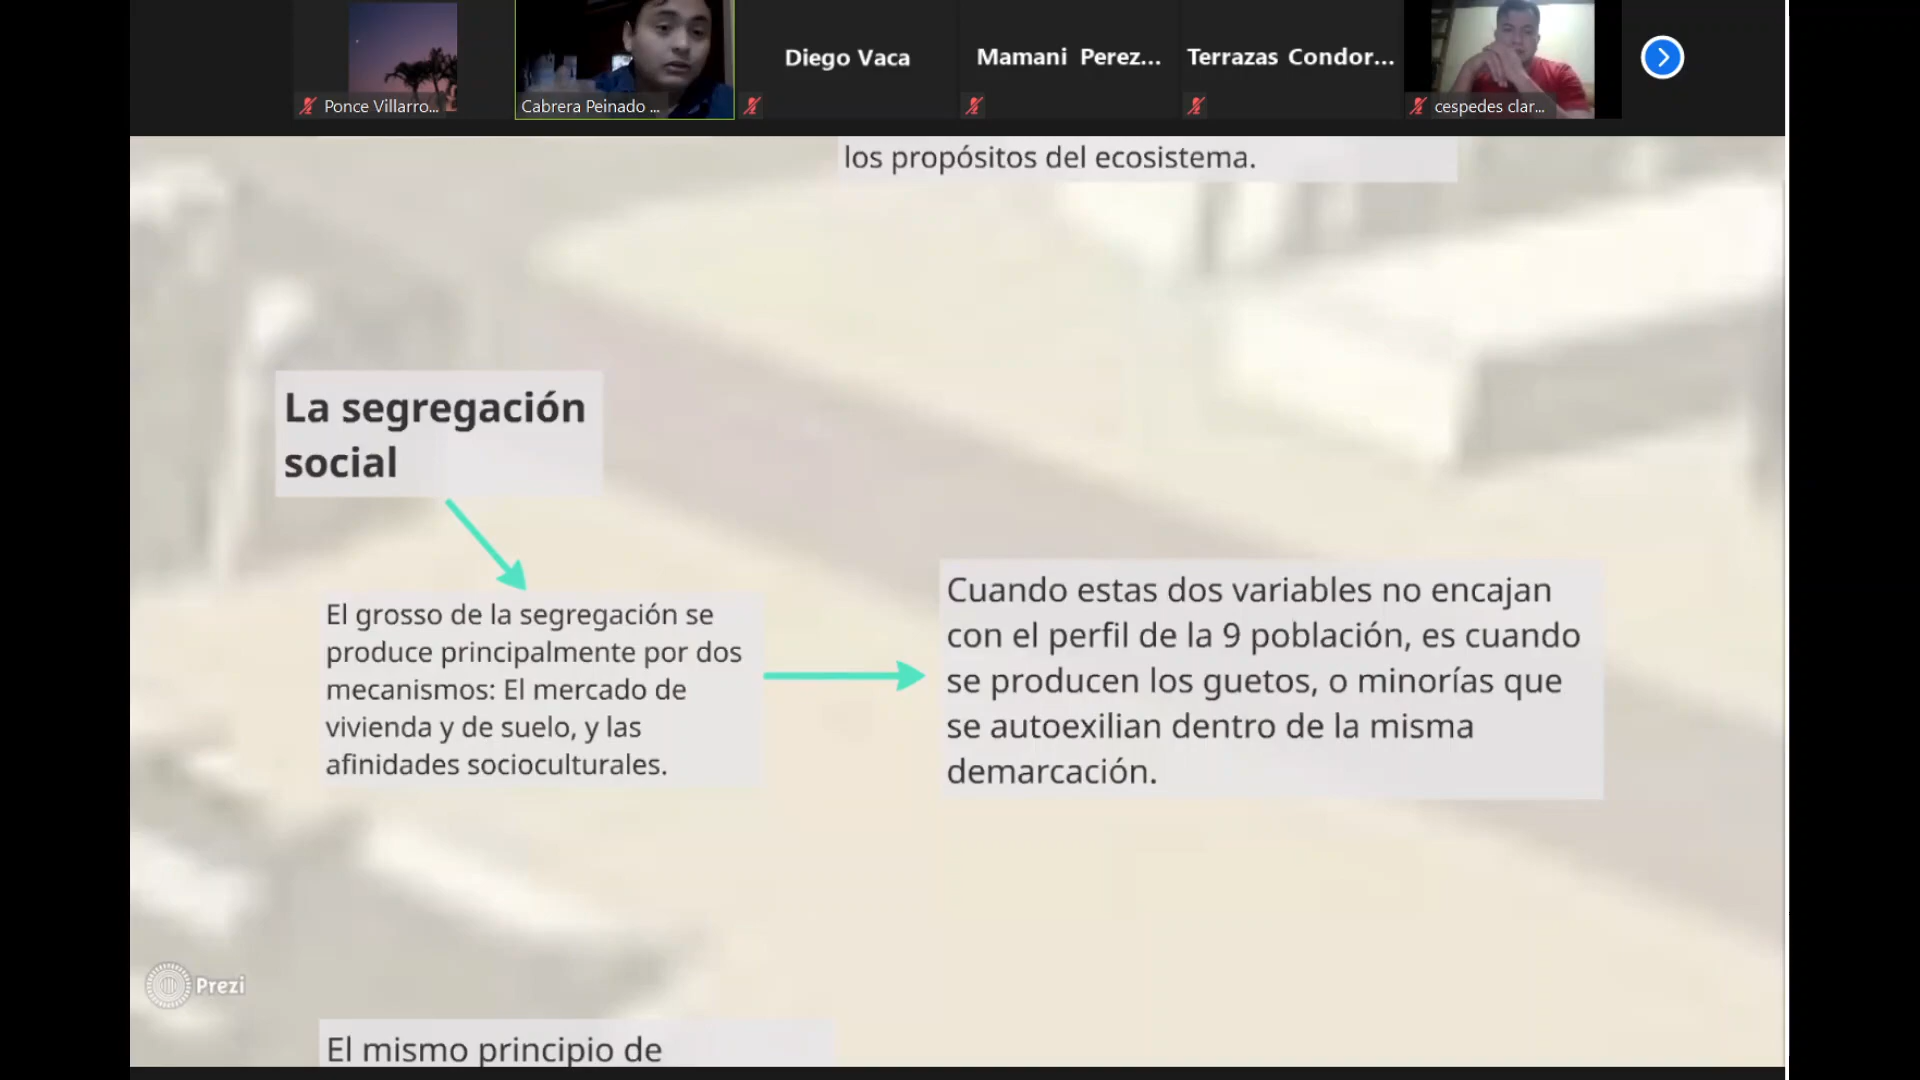 Diego Vaca
Mamani Perez...
Terrazas Condor...
Ponce Villarro...
Cabrera Peinado ...
cespedes clar...
los propósitos del ecosistema.
La segregación
social
El grosso de la segregación se
produce principalmente por dos
mecanismos: El mercado de
vivienda y de suelo, y las
afinidades socioculturales.
Cuando estas dos variables no encajan
con el perfil de la 9 población, es cuando
se producen los guetos, o minorías que
se autoexilian dentro de la misma
demarcación.
Prezi
El mismo principio de